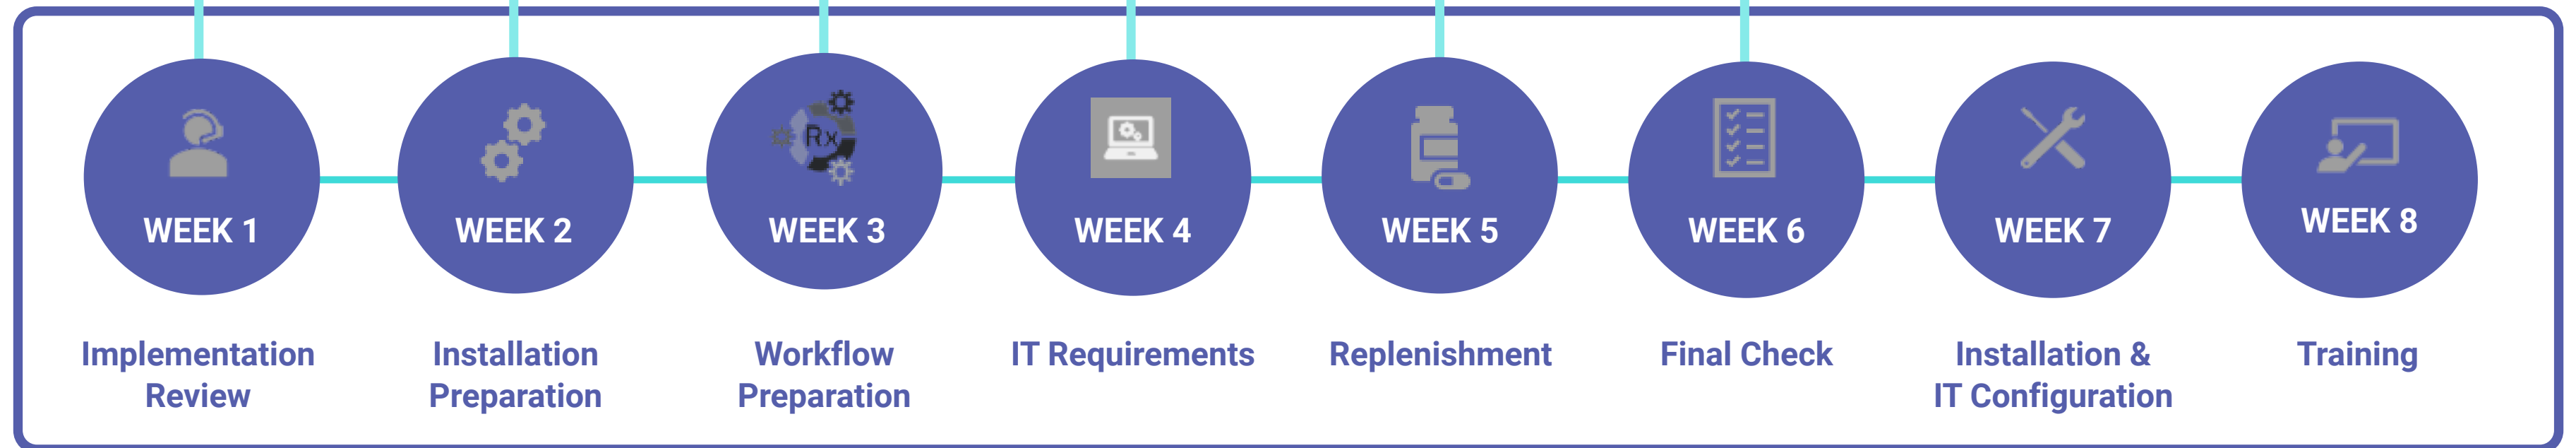 Rx
WEEK 1
WEEK 2
WEEK 3
WEEK 4
WEEK 5
WEEK 6
WEEK 7
WEEK 8
Implementation
Review
Installation
Preparation
Workflow
Preparation
IT Requirements
Replenishment
Final Check
Installation &
IT Configuration
Training